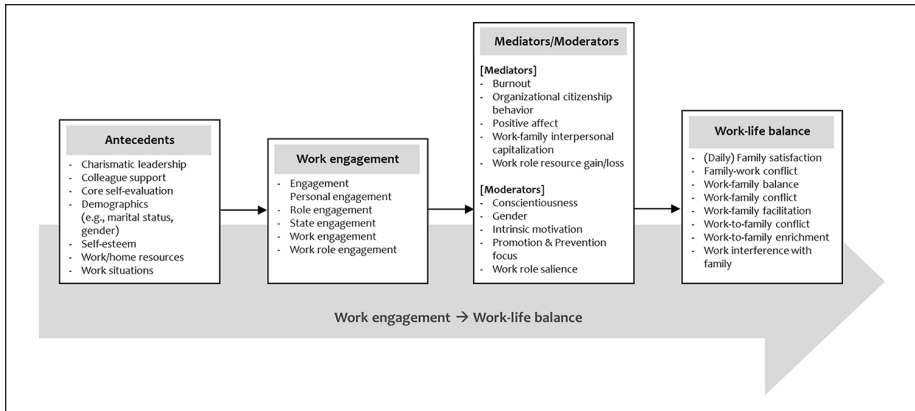 Antecedents
- Charismatic leadership
- Colleague support
- Core self-evaluation
- Demographics
(e.g., marital status,
gender)
- Self-esteem
- Work/home resources
- Work situations
Work engagement
- Engagement
Personal engagement
- Role engagement
- State engagement
- Work engagement
- Work role engagement
Mediators/Moderators
[Mediators]
- Burnout
- Organizational citizenship
behavior
- Positive affect
- Work-family interpersonal
capitalization
- Work role resource gain/loss
[Moderators]
- Conscientiousness
- Gender
- Intrinsic motivation
- Promotion & Prevention
focus
- Work role salience
Work-life balance
- (Daily) Family satisfaction
- Family-work conflict
- Work-family balance
- Work-family conflict
- Work-family facilitation
- Work-to-family conflict
- Work-to-family enrichment
- Work interference with
family
Work engagement → Work-life balance